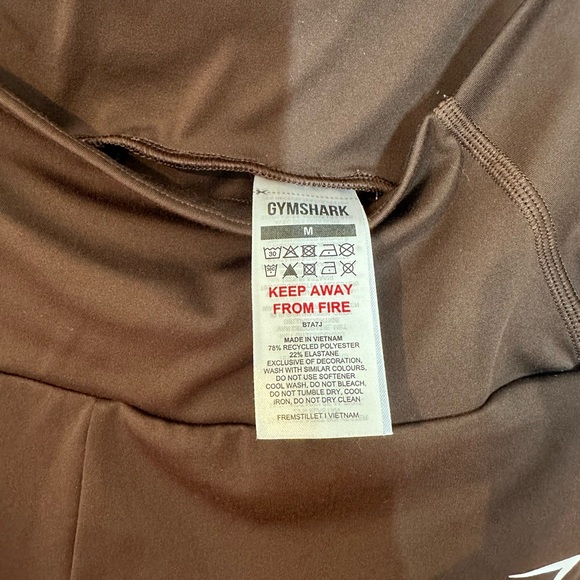 GYMSHARK
M
30
KEEP AWAY
FROM FIRE
B7A7J
MADE IN VIETNAM
78% RECYCLED POLYESTER
22% ELASTANE
EXCLUSIVE OF DECORATION,
WASH WITH SIMILAR COLOURS,
DO NOT USE SOFTENER
COOL WASH, DO NOT BLEACH,
DO NOT TUMBLE DRY, COOL
IRON, DO NOT DRY CLEAN
FREMSTILLET I VIETNAM